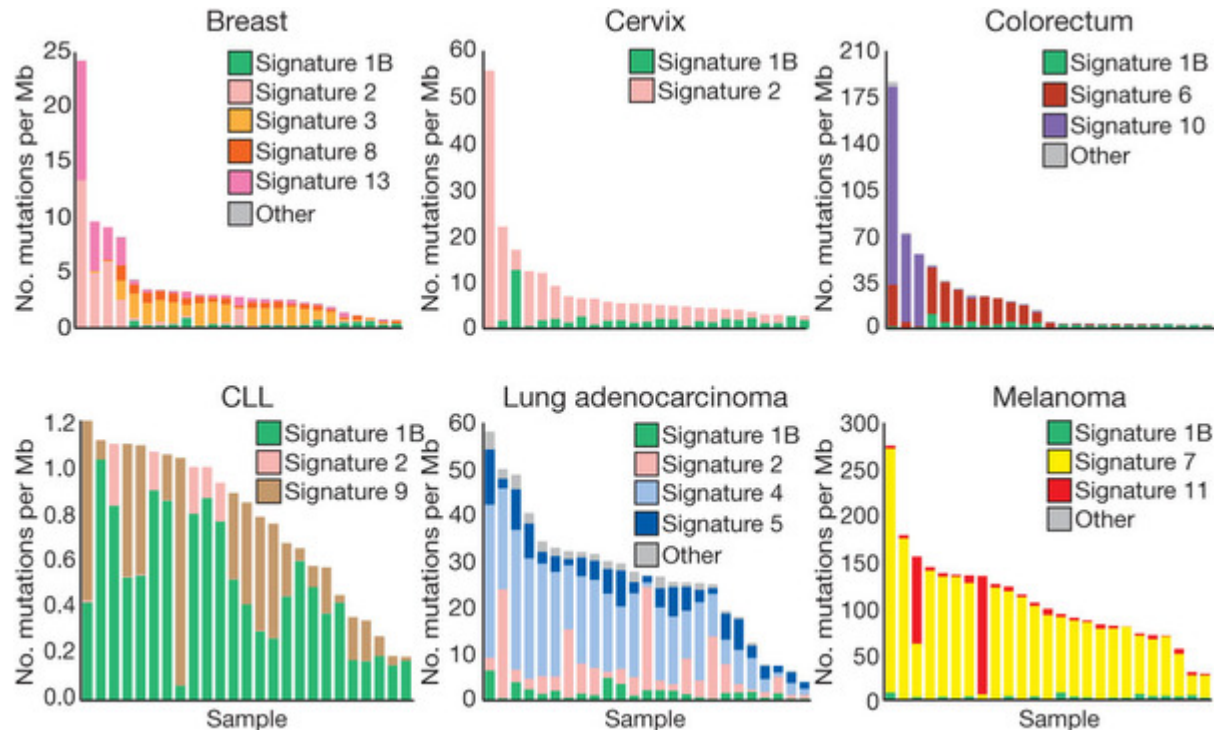 Breast
No. mutations per Mb
25
20
15
10
5
0
Signature 1B
Signature 2
Signature 3
Signature 8
Signature 13
Other
Cervix
No. mutations per Mb
60
50
40
30
20
10
0
Signature 1B
Signature 2
Colorectum
No. mutations per Mb
210
175
140
105
70
35
0
Signature 1B
Signature 6
Signature 10
Other
CLL
No. mutations per Mb
1.2
1.0
0.8
0.6
0.4
0.2
0.0
Signature 1B
Signature 2
Signature 9
Sample
Lung adenocarcinoma
No. mutations per Mb
60
50
40
30
20
10
0
Signature 1B
Signature 2
Signature 4
Signature 5
Other
Sample
Melanoma
No. mutations per Mb
300
250
200
150
100
50
0
Signature 1B
Signature 7
Signature 11
Other
Sample